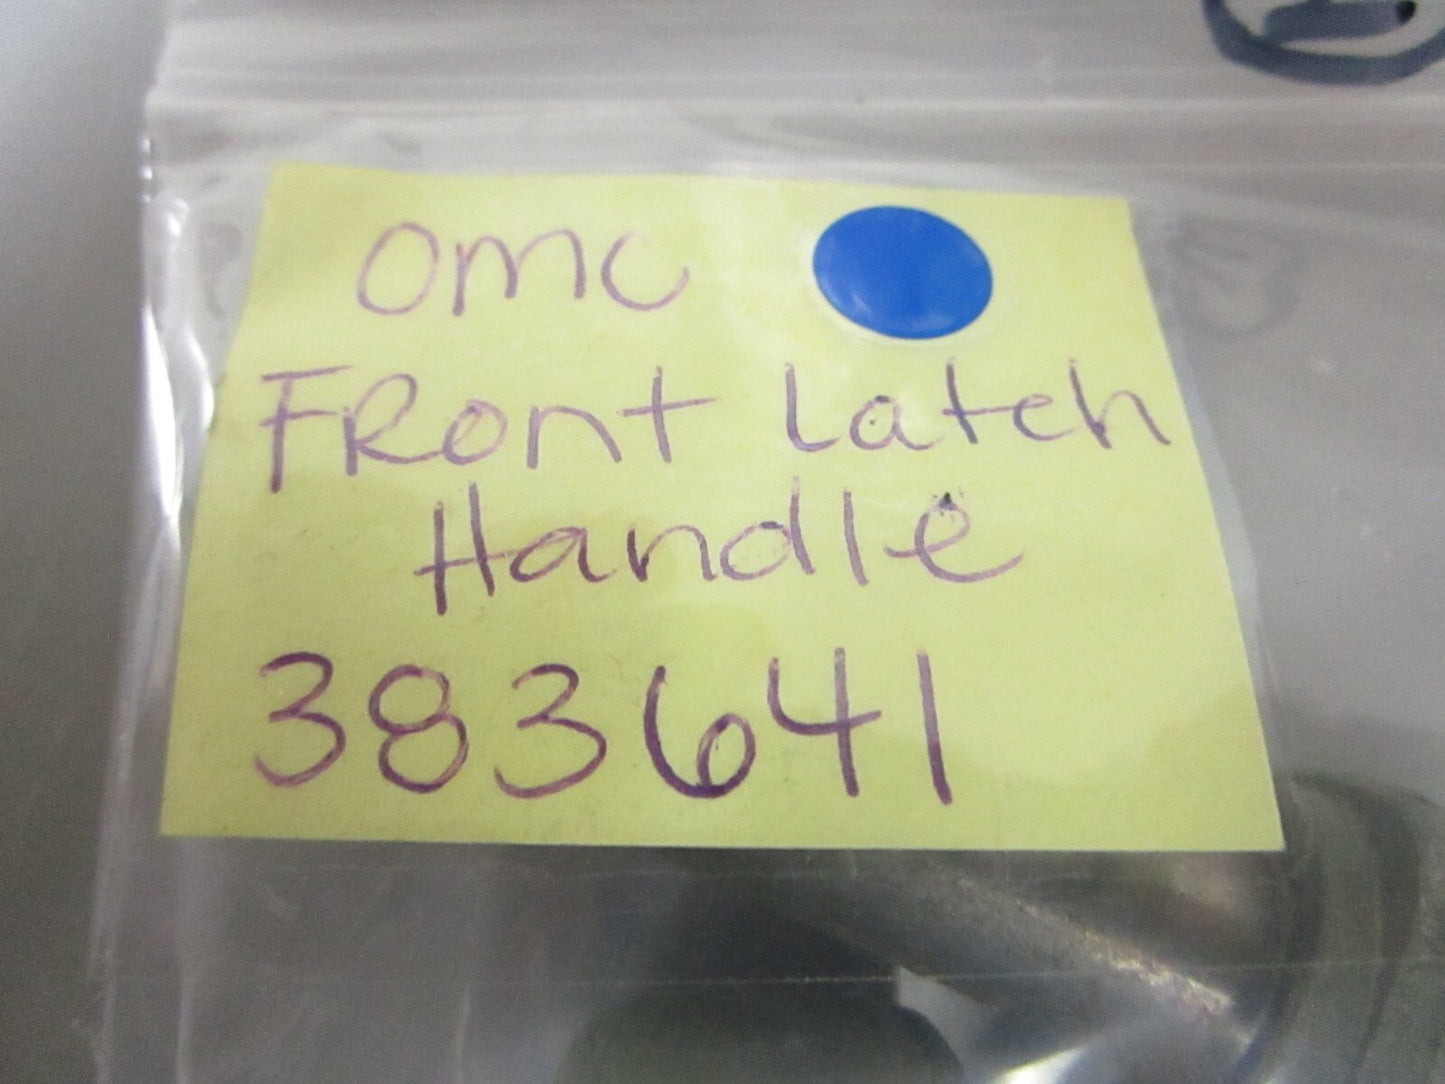 OMC
FRont Latch
Handle
383641